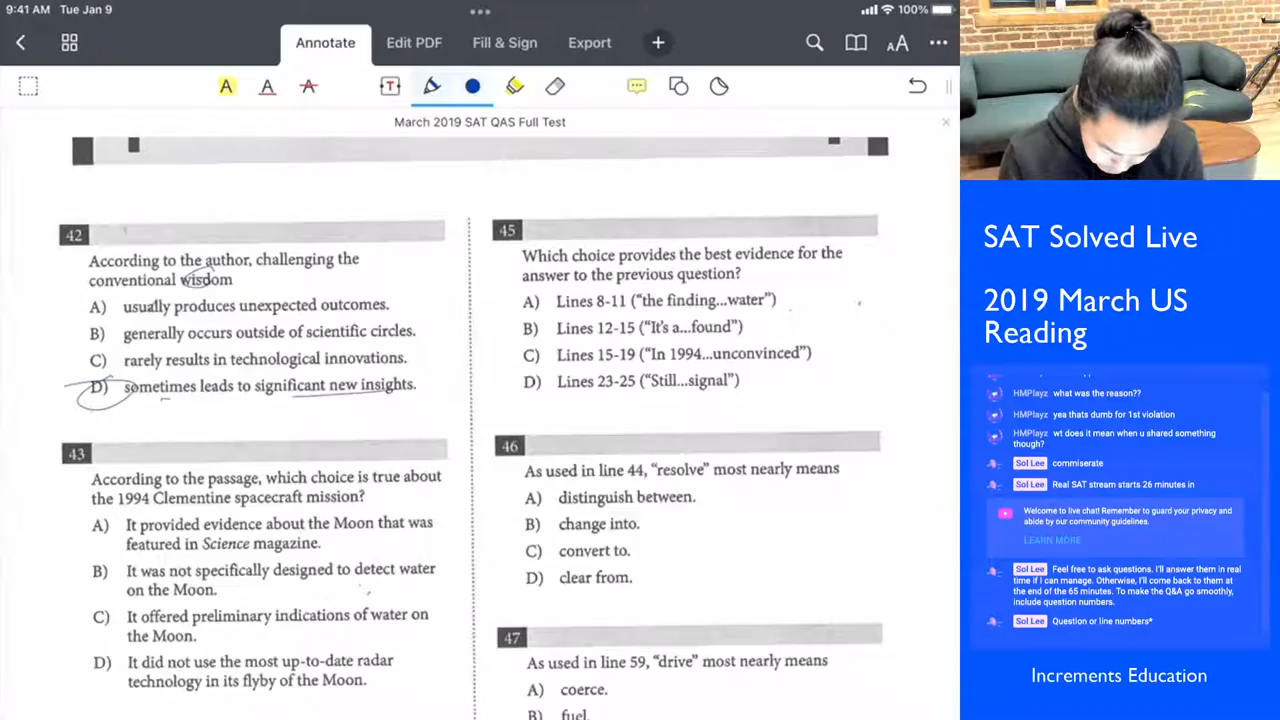 9:41 AM Tue Jan 9
100%
Annotate
Edit PDF
Fill & Sign
Export
March 2019 SAT QAS Full Test
42
According to the author, challenging the
conventional wisdom
A) usually produces unexpected outcomes.
B) generally occurs outside of scientific circles.
C) rarely results in technological innovations.
D) sometimes leads to significant new insights.
43
According to the passage, which choice is true about
the 1994 Clementine spacecraft mission?
A) It provided evidence about the Moon that was
featured in Science magazine.
B) It was not specifically designed to detect water
on the Moon.
C) It offered preliminary indications of water on
the Moon.
D) It did not use the most up-to-date radar
technology in its flyby of the Moon.
45
Which choice provides the best evidence for the
answer to the previous question?
A) Lines 8-11 (“the finding...water”)
B) Lines 12-15 (“It’s a...found”)
C) Lines 15-19 (“In 1994...unconvinced”)
D) Lines 23-25 (“Still...signal”)
46
As used in line 44, “resolve” most nearly means
A) distinguish between.
B) change into.
C) convert to.
D) clear from.
47
As used in line 59, “drive” most nearly means
A) coerce.
B) fuel.
SAT Solved Live
2019 March US
Reading
HMPlayz what was the reason??
HMPlayz yea thats dumb for 1st violation
HMPlayz wt does it mean when u shared something
though?
Sol Lee commiserate
Sol Lee Real SAT stream starts 26 minutes in
Welcome to live chat! Remember to guard your privacy and
abide by our community guidelines.
LEARN MORE
Sol Lee Feel free to ask questions. I'll answer them in real
time if I can manage. Otherwise, I'll come back to them at
the end of the 65 minutes. To make the Q&A go smoothly,
include question numbers.
Sol Lee Question or line numbers*
Increments Education